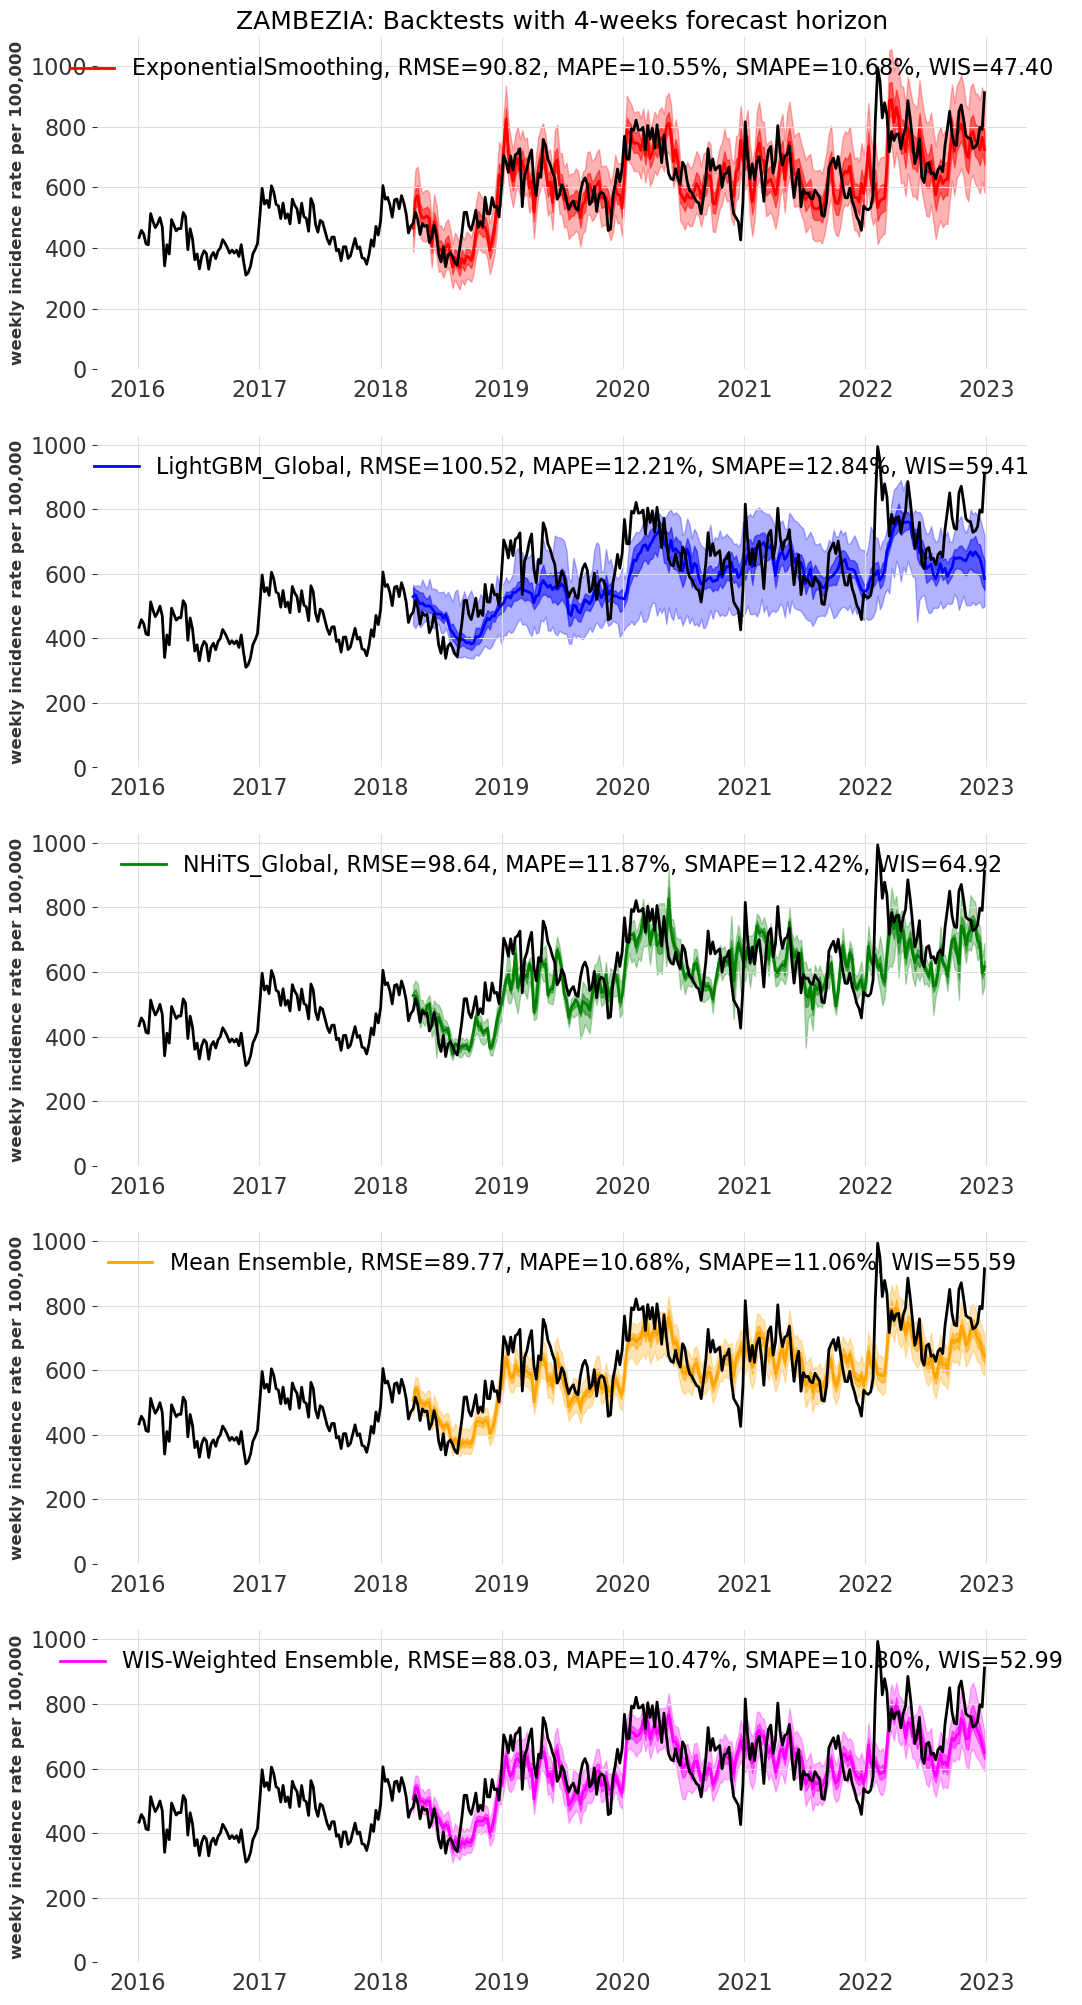 ZAMBEZIA: Backtests with 4-weeks forecast horizon
weekly incidence rate per 100,000
ExponentialSmoothing, RMSE=90.82, MAPE=10.55%, SMAPE=10.68%, WIS=47.40
1000
800
600
400
200
0
2016 2017 2018 2019 2020 2021 2022 2023
weekly incidence rate per 100,000
LightGBM_Global, RMSE=100.52, MAPE=12.21%, SMAPE=12.84%, WIS=59.41
1000
800
600
400
200
0
2016 2017 2018 2019 2020 2021 2022 2023
weekly incidence rate per 100,000
NHiTS_Global, RMSE=98.64, MAPE=11.87%, SMAPE=12.42%, WIS=64.92
1000
800
600
400
200
0
2016 2017 2018 2019 2020 2021 2022 2023
weekly incidence rate per 100,000
Mean Ensemble, RMSE=89.77, MAPE=10.68%, SMAPE=11.06%, WIS=55.59
1000
800
600
400
200
0
2016 2017 2018 2019 2020 2021 2022 2023
weekly incidence rate per 100,000
WIS-Weighted Ensemble, RMSE=88.03, MAPE=10.47%, SMAPE=10.80%, WIS=52.99
1000
800
600
400
200
0
2016 2017 2018 2019 2020 2021 2022 2023